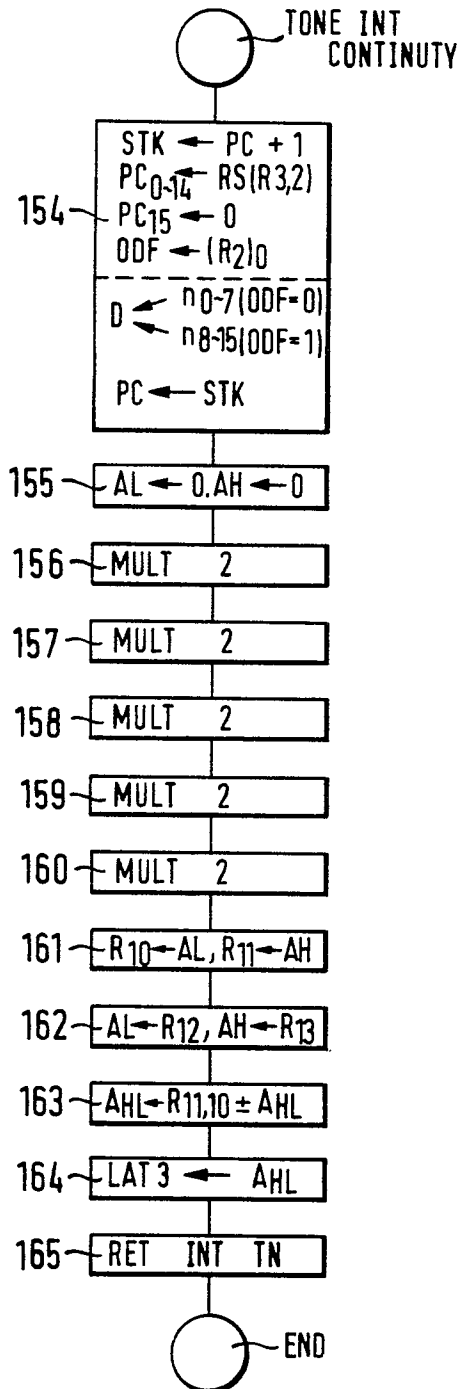 TONE INT
CONTINUTY
STK ← PC + 1
PC0~14 ← RS(R3,2)
154
PC15 ← 0
ODF ← (R2)0
D ← n0~7(ODF=0)
← n8~15(ODF=1)
PC ← STK
155 AL ← 0.AH ← 0
156 MULT 2
157 MULT 2
158 MULT 2
159 MULT 2
160 MULT 2
161 R10←AL,R11←AH
162 AL←R12,AH←R13
163 AHL←R11,10 ± AHL
164 LAT3 ← AHL
165 RET INT TN
END